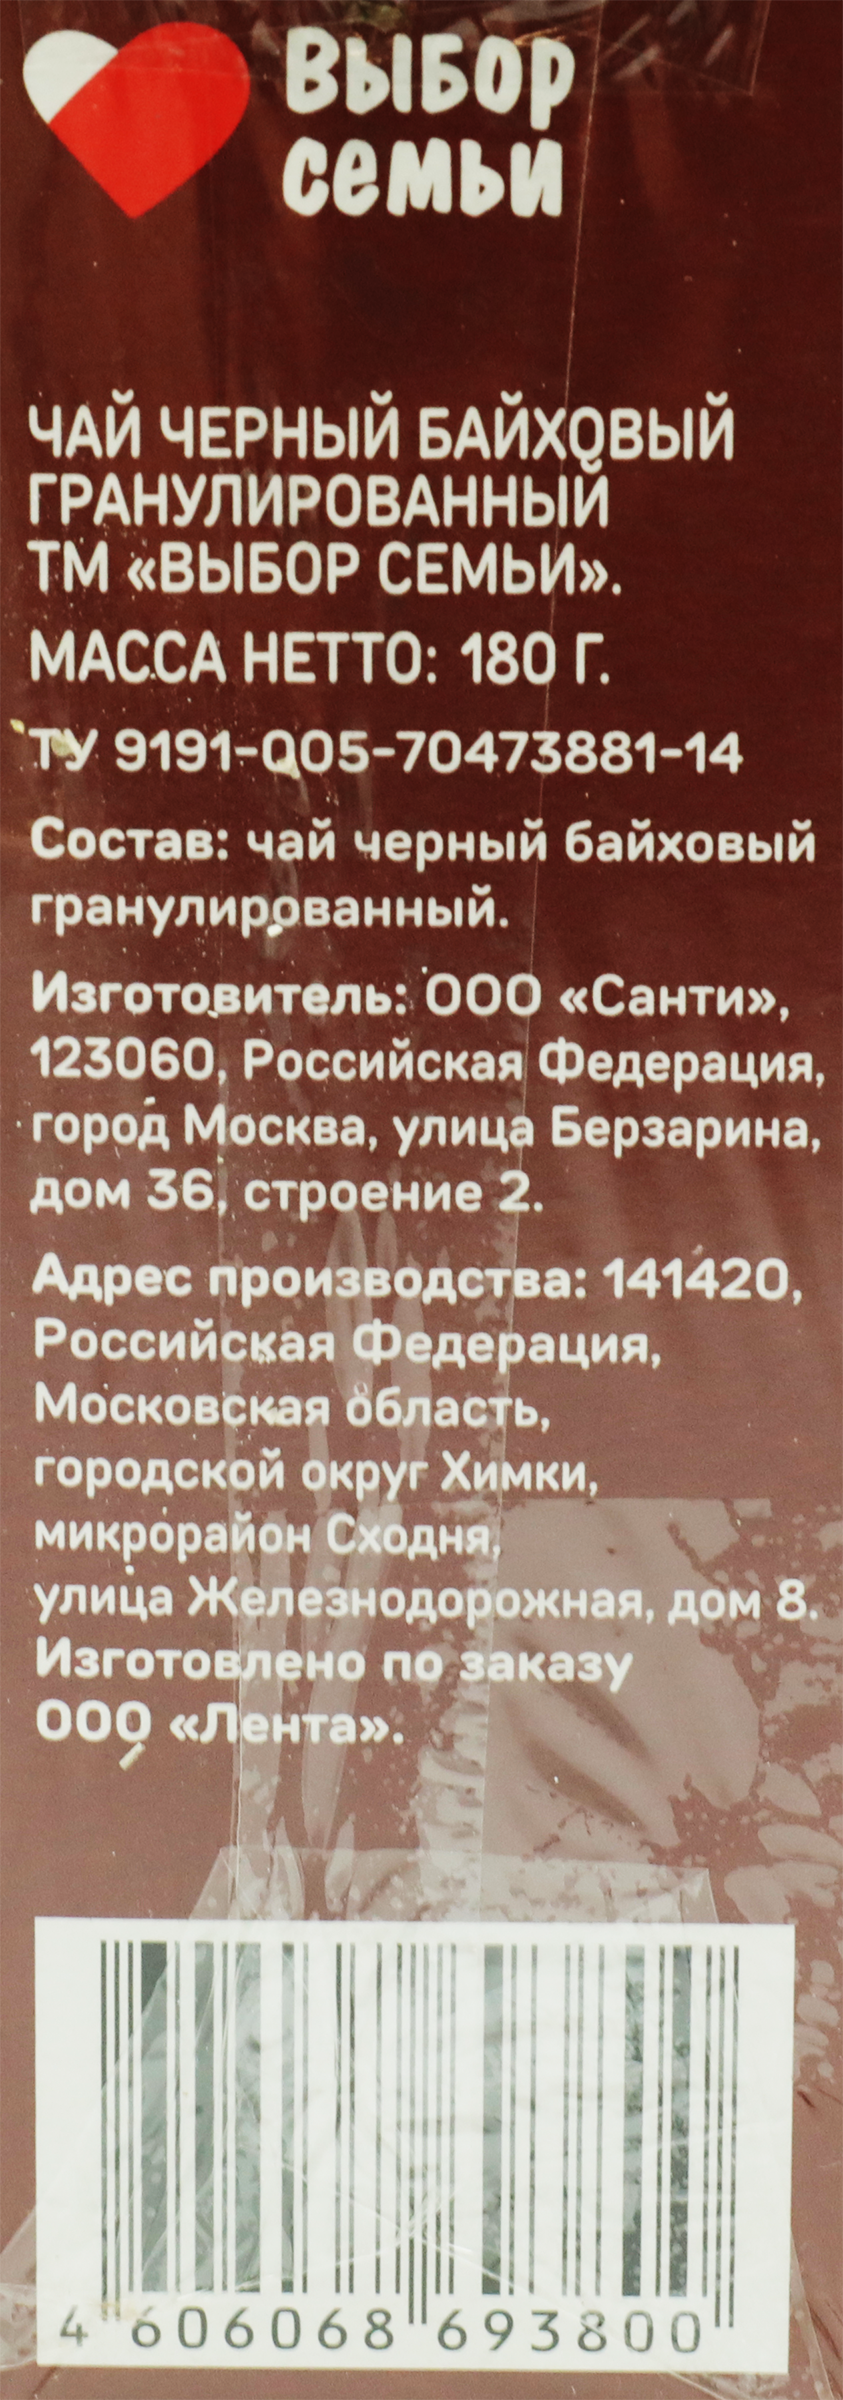 Выбор
семьи
ЧАЙ ЧЕРНЫЙ БАЙХОВЫЙ
ГРАНУЛИРОВАННЫЙ
ТМ «ВЫБОР СЕМЬИ».
МАССА НЕТТО: 180 Г.
ТУ 9191-005-70473881-14
Состав: чай черный байховый
гранулированный.
Изготовитель: ООО «Санти»,
123060, Российская Федерация,
город Москва, улица Берзарина,
дом 36, строение 2.
Адрес производства: 141420,
Российская Федерация,
Московская область,
городской округ Химки,
микрорайон Сходня,
улица Железнодорожная, дом 8.
Изготовлено по заказу
ООО «Лента».
4 606068 693800